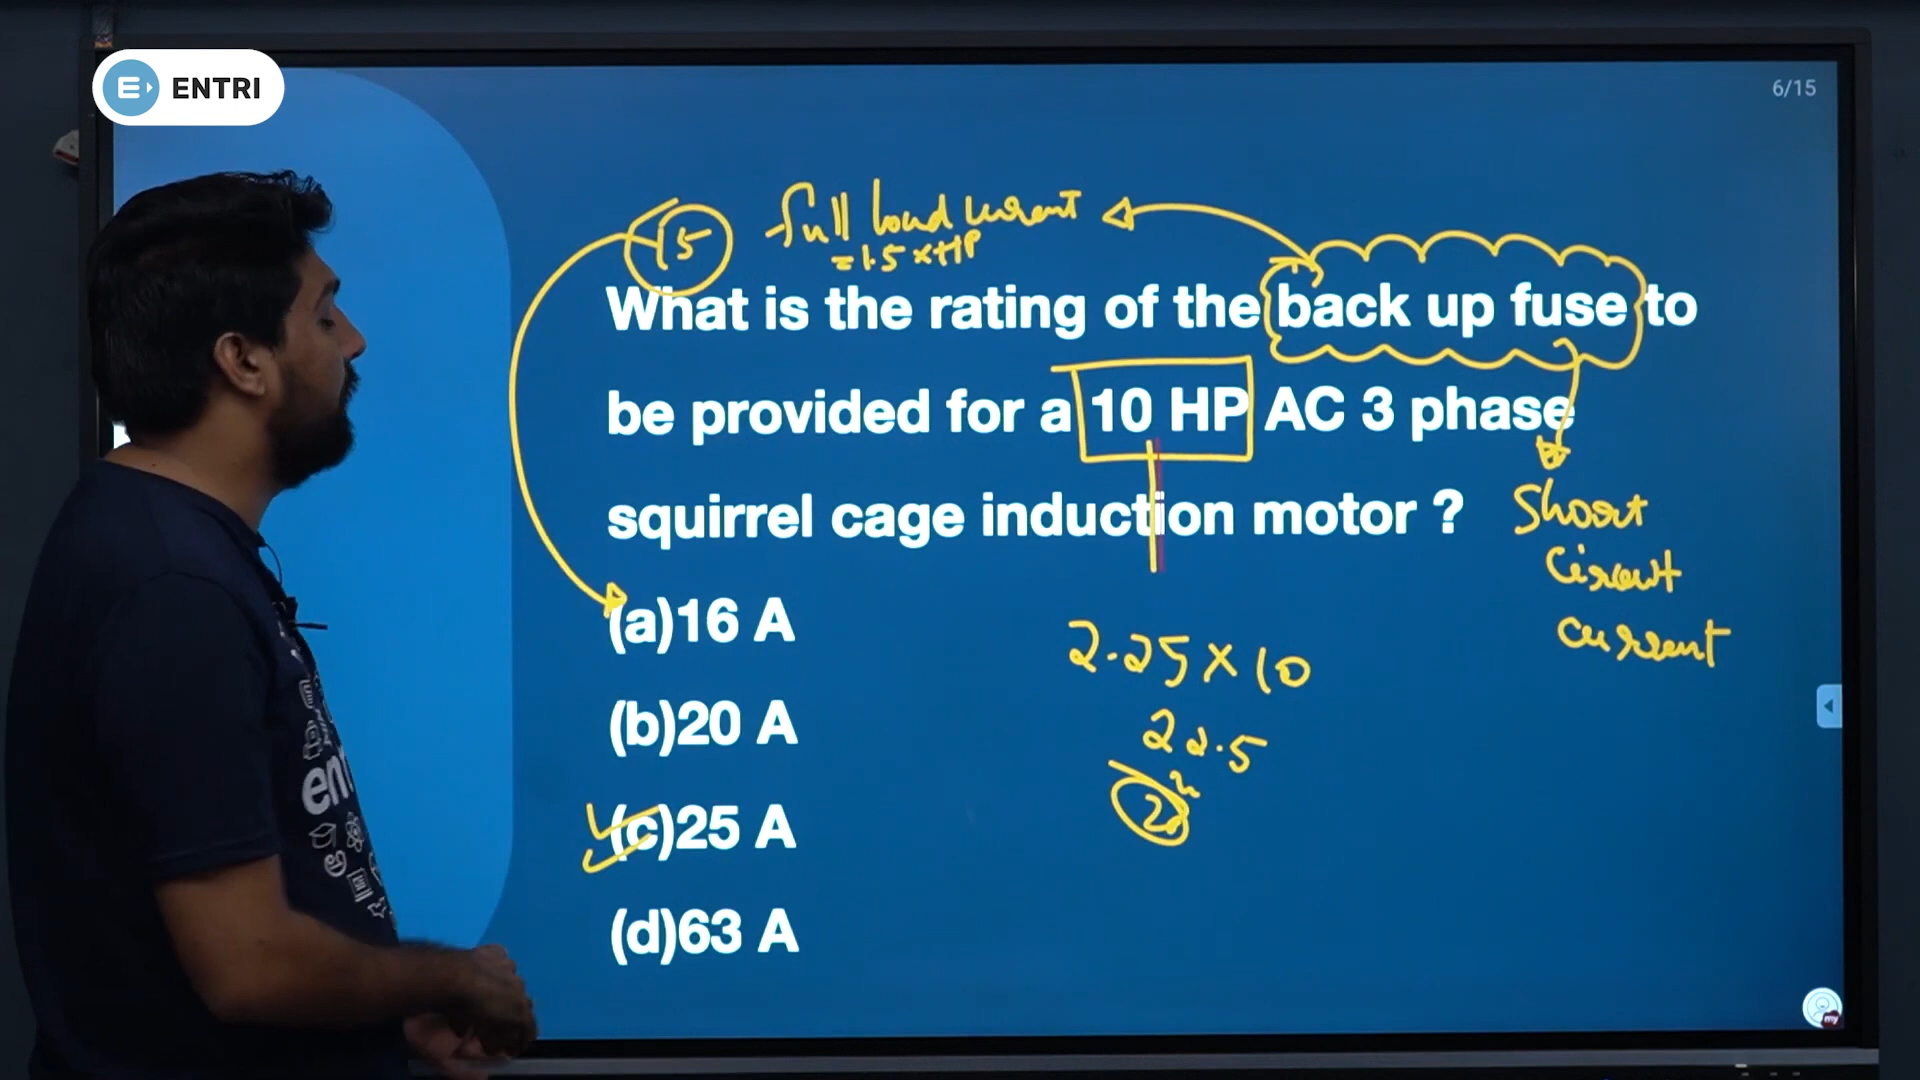 ENTRI
6/15
15 full load current
=1.5×HP
What is the rating of the back up fuse to
be provided for a 10 HP AC 3 phase
squirrel cage induction motor ?
Short
Circuit
current
(a)16 A
2.25×10
(b)20 A
22.5
(c)25 A
(d)63 A
en
my